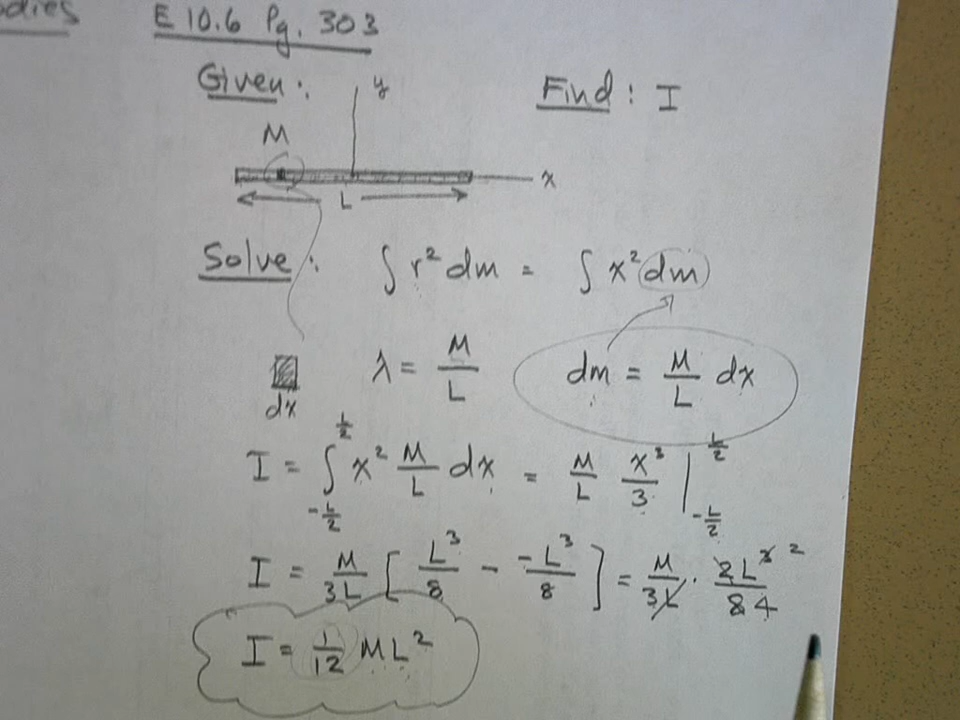 E 10.6 Pg. 303
Given: Find: I
y
M
x
L
Solve: ∫ r² dm = ∫ x² dm
dx λ = M/L dm = M/L dx
I = ∫_{-L/2}^{L/2} x² M/L dx = M/L x³/3 |_{-L/2}^{L/2}
I = M/3L [ L³/8 - -L³/8 ] = M/3L · 2L³ ²/8 4
I = 1/12 ML²